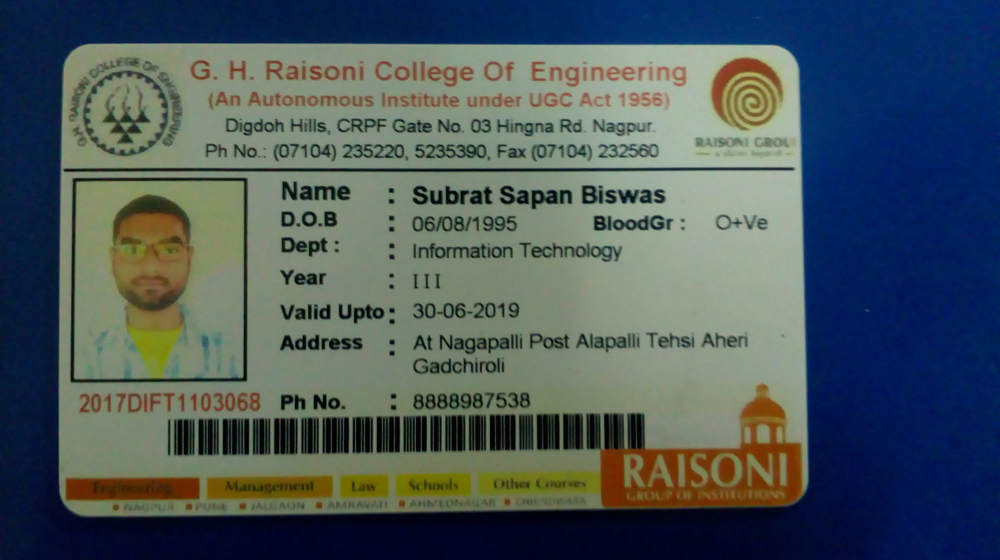 G. H. Raisoni College Of Engineering
(An Autonomous Institute under UGC Act 1956)
Digdoh Hills, CRPF Gate No. 03 Hingna Rd. Nagpur.
Ph No.: (07104) 235220, 5235390, Fax (07104) 232560
G.H. RAISONI COLLEGE OF ENGINEERING
RAISONI GROU
Name : Subrat Sapan Biswas
D.O.B : 06/08/1995 BloodGr : O+Ve
Dept : : Information Technology
Year : III
Valid Upto : 30-06-2019
Address : At Nagapalli Post Alapalli Tehsi Aheri
Gadchiroli
2017DIFT1103068 Ph No. : 8888987538
RAISONI
GROUP OF INSTITUTIONS
Engineering Management Law Schools Other Courses
NAGPUR PUNE JALGAON AMRAVATI AHMEDNAGAR CHHINDWARA